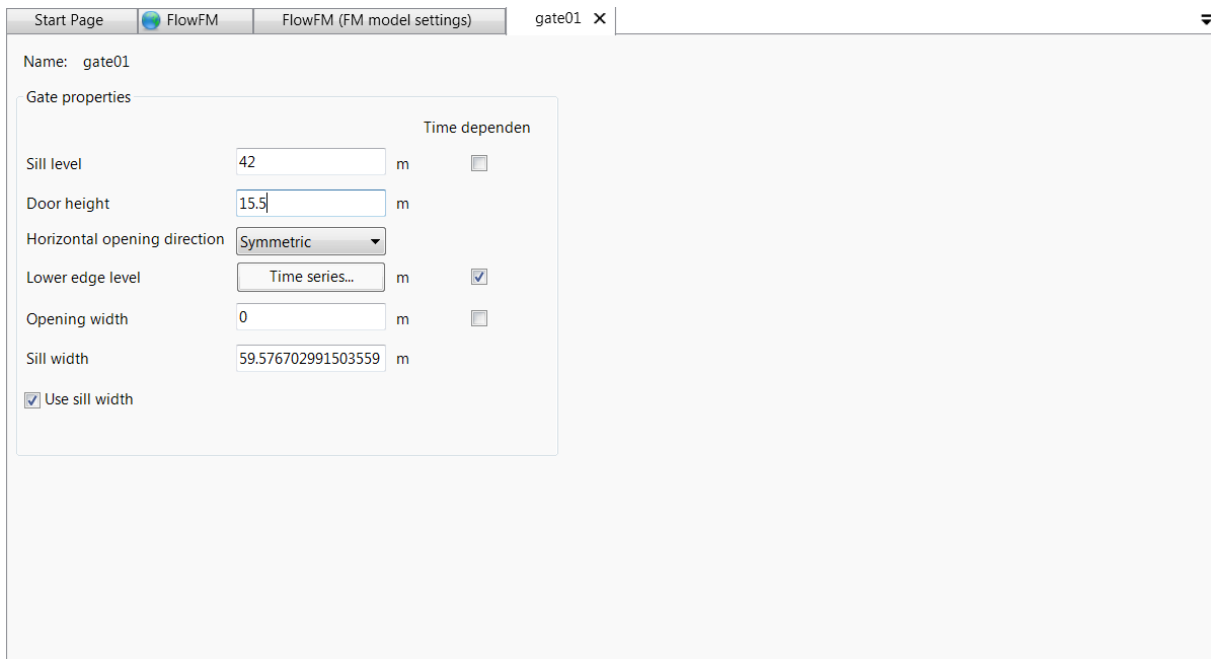 Start Page FlowFM FlowFM (FM model settings) gate01
Name: gate01
Gate properties
Time dependen
Sill level 42 m
Door height 15.5 m
Horizontal opening direction Symmetric
Lower edge level Time series... m
Opening width 0 m
Sill width 59.576702991503559 m
Use sill width